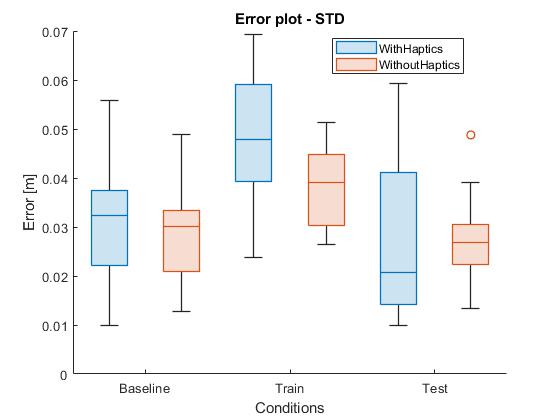 Error plot - STD
WithHaptics
WithoutHaptics
0.07
0.06
0.05
0.04
0.03
0.02
0.01
0
Error [m]
Baseline Train Test
Conditions